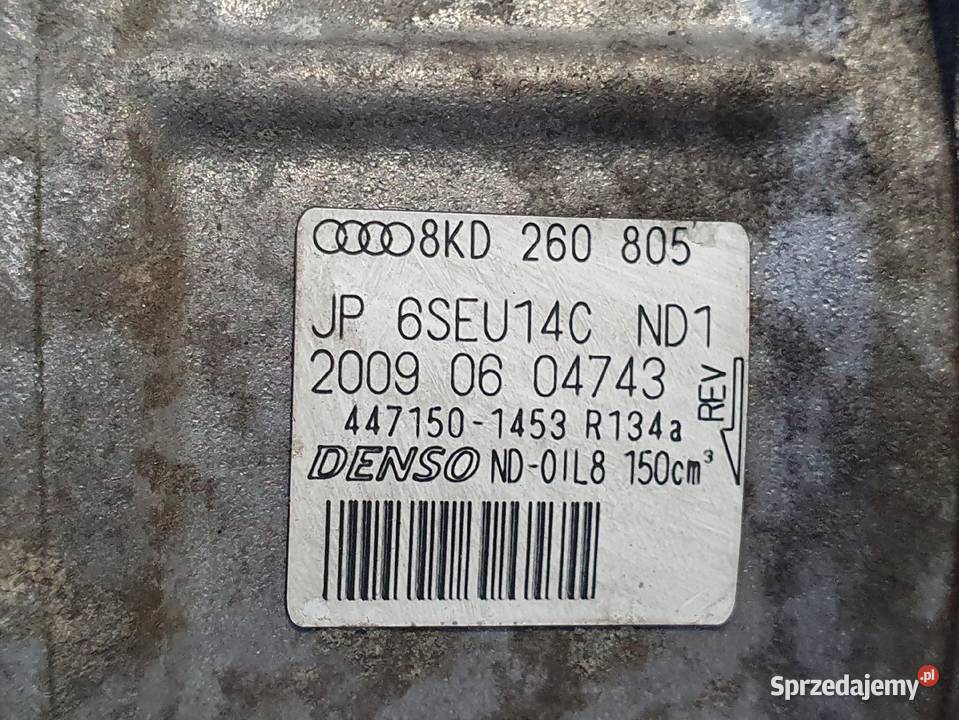 8KD 260 805
JP 6SEU14C ND1
2009 06 04743
REV
447150-1453 R134a
DENSO ND-OIL8 150cm³
Sprzedajemy.pl